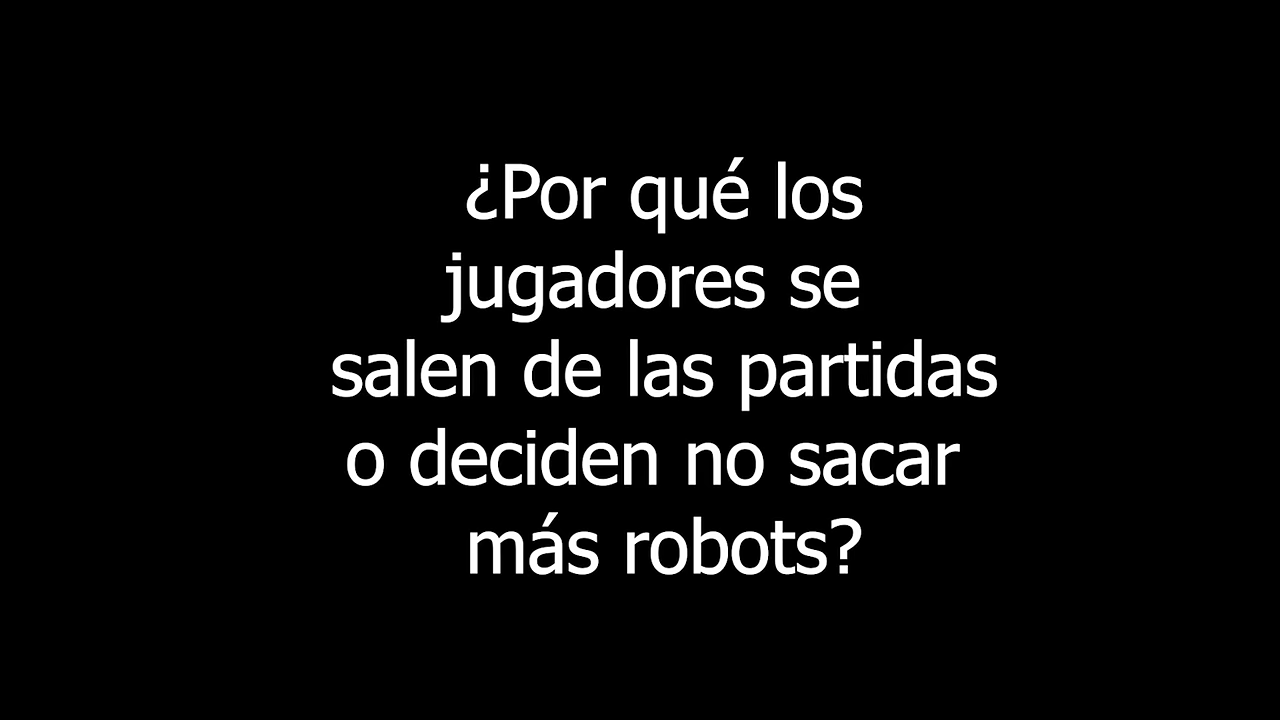 ¿Por qué los
jugadores se
salen de las partidas
o deciden no sacar
más robots?